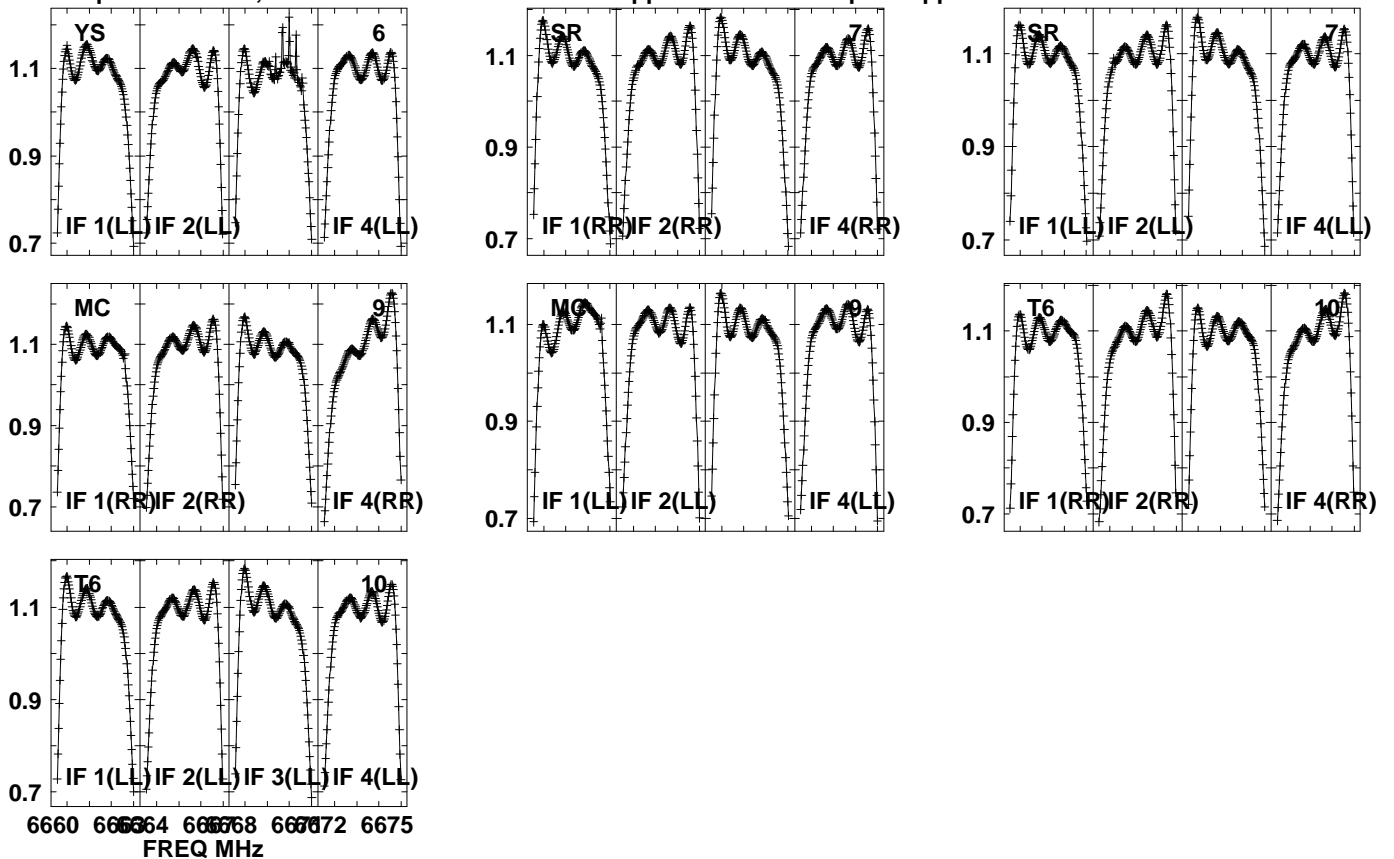 YS 6 SR 7 SR 7
1.1 1.1 1.1
0.9 0.9 0.9
0.7 0.7 0.7
IF 1(LL) IF 2(LL) IF 4(LL) IF 1(RR) IF 2(RR) IF 4(RR) IF 1(LL) IF 2(LL) IF 4(LL)
MC 9 MC 9 T6 10
1.1 1.1 1.1
0.9 0.9 0.9
0.7 0.7 0.7
IF 1(RR) IF 2(RR) IF 4(RR) IF 1(LL) IF 2(LL) IF 4(LL) IF 1(RR) IF 2(RR) IF 4(RR)
T6 10
1.1
0.9
0.7
IF 1(LL) IF 2(LL) IF 3(LL) IF 4(LL)
6660 6663 6664 6667 6668 6671 6672 6675
FREQ MHz